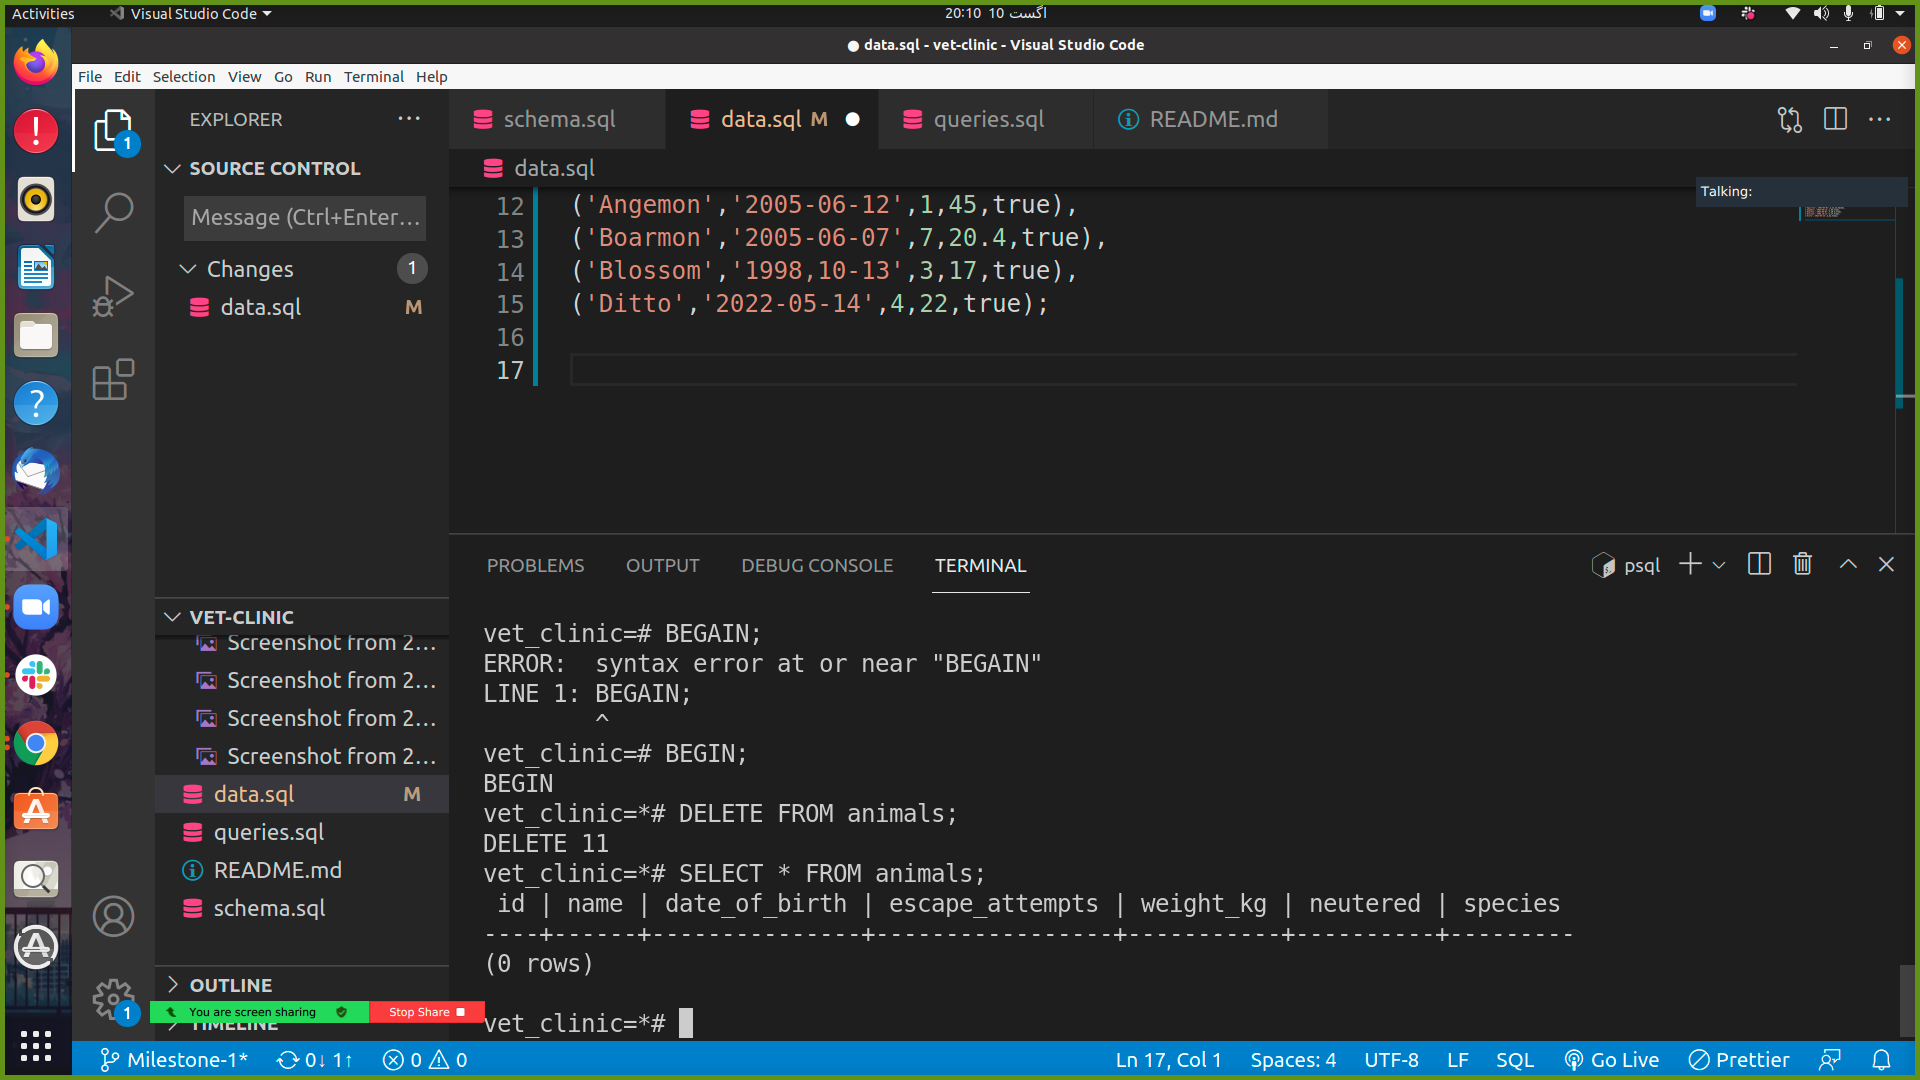 Activities
Visual Studio Code
20:10 10 اگست
data.sql - vet-clinic - Visual Studio Code
File Edit Selection View Go Run Terminal Help
EXPLORER
SOURCE CONTROL
Message (Ctrl+Enter...
Changes 1
data.sql M
schema.sql
data.sql M
queries.sql
README.md
data.sql
Talking:
12 ('Angemon','2005-06-12',1,45,true),
13 ('Boarmon','2005-06-07',7,20.4,true),
14 ('Blossom','1998,10-13',3,17,true),
15 ('Ditto','2022-05-14',4,22,true);
16
17
VET-CLINIC
Screenshot from 2...
Screenshot from 2...
Screenshot from 2...
Screenshot from 2...
data.sql M
queries.sql
README.md
schema.sql
OUTLINE
TIMELINE
You are screen sharing
Stop Share
PROBLEMS OUTPUT DEBUG CONSOLE TERMINAL
psql
vet_clinic=# BEGAIN;
ERROR:  syntax error at or near "BEGAIN"
LINE 1: BEGAIN;
^
vet_clinic=# BEGIN;
BEGIN
vet_clinic=*# DELETE FROM animals;
DELETE 11
vet_clinic=*# SELECT * FROM animals;
id | name | date_of_birth | escape_attempts | weight_kg | neutered | species
----+------+---------------+-----------------+-----------+----------+---------
(0 rows)
vet_clinic=*#
1
1
Milestone-1*
0↓ 1↑
0
0
Ln 17, Col 1
Spaces: 4
UTF-8
LF
SQL
Go Live
Prettier